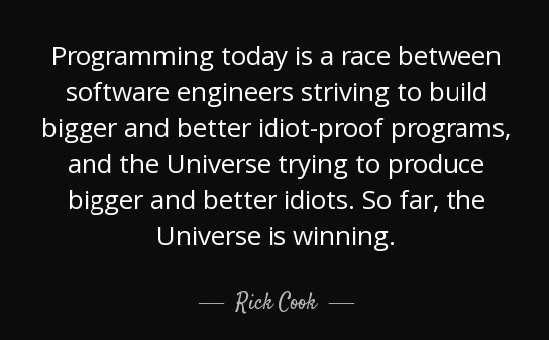 Programming today is a race between
software engineers striving to build
bigger and better idiot-proof programs,
and the Universe trying to produce
bigger and better idiots. So far, the
Universe is winning.
Rick Cook